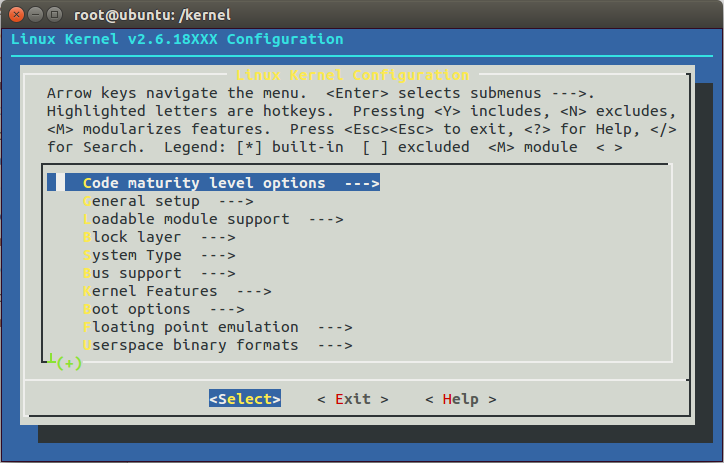 root@ubuntu: /kernel
Linux Kernel v2.6.18XXX Configuration
Linux Kernel Configuration
Arrow keys navigate the menu.  <Enter> selects submenus --->.
Highlighted letters are hotkeys.  Pressing <Y> includes, <N> excludes,
<M> modularizes features.  Press <Esc><Esc> to exit, <?> for Help, </>
for Search.  Legend: [*] built-in  [ ] excluded  <M> module  < >
Code maturity level options  --->
General setup  --->
Loadable module support  --->
Block layer  --->
System Type  --->
Bus support  --->
Kernel Features  --->
Boot options  --->
Floating point emulation  --->
Userspace binary formats  --->
(+)
<Select>    < Exit >    < Help >